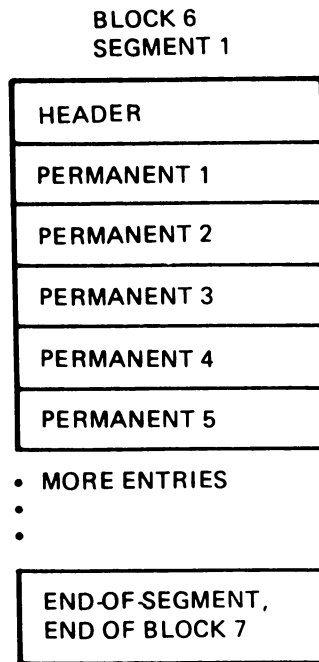 BLOCK 6
SEGMENT 1
HEADER
PERMANENT 1
PERMANENT 2
PERMANENT 3
PERMANENT 4
PERMANENT 5
• MORE ENTRIES
•
•
END-OF-SEGMENT,
END OF BLOCK 7